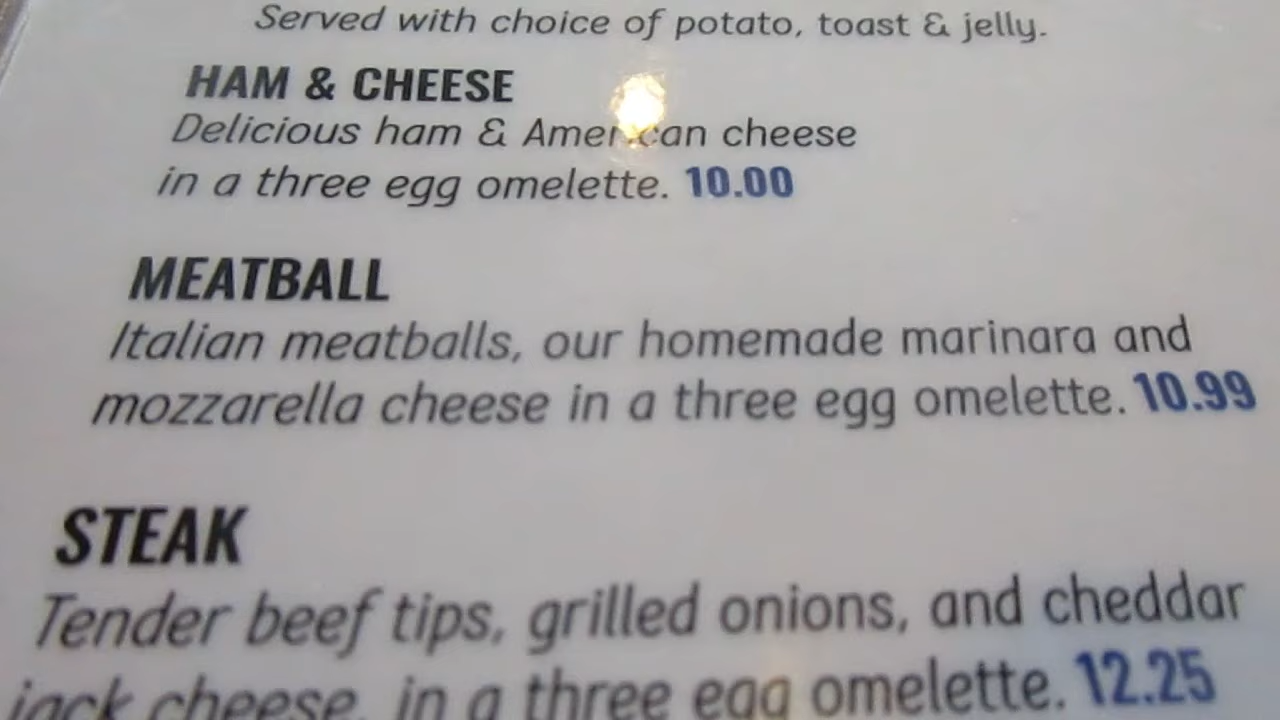 Served with choice of potato, toast & jelly.
HAM & CHEESE
Delicious ham & American cheese
in a three egg omelette. 10.00
MEATBALL
Italian meatballs, our homemade marinara and
mozzarella cheese in a three egg omelette. 10.99
STEAK
Tender beef tips, grilled onions, and cheddar
jack cheese, in a three egg omelette. 12.25